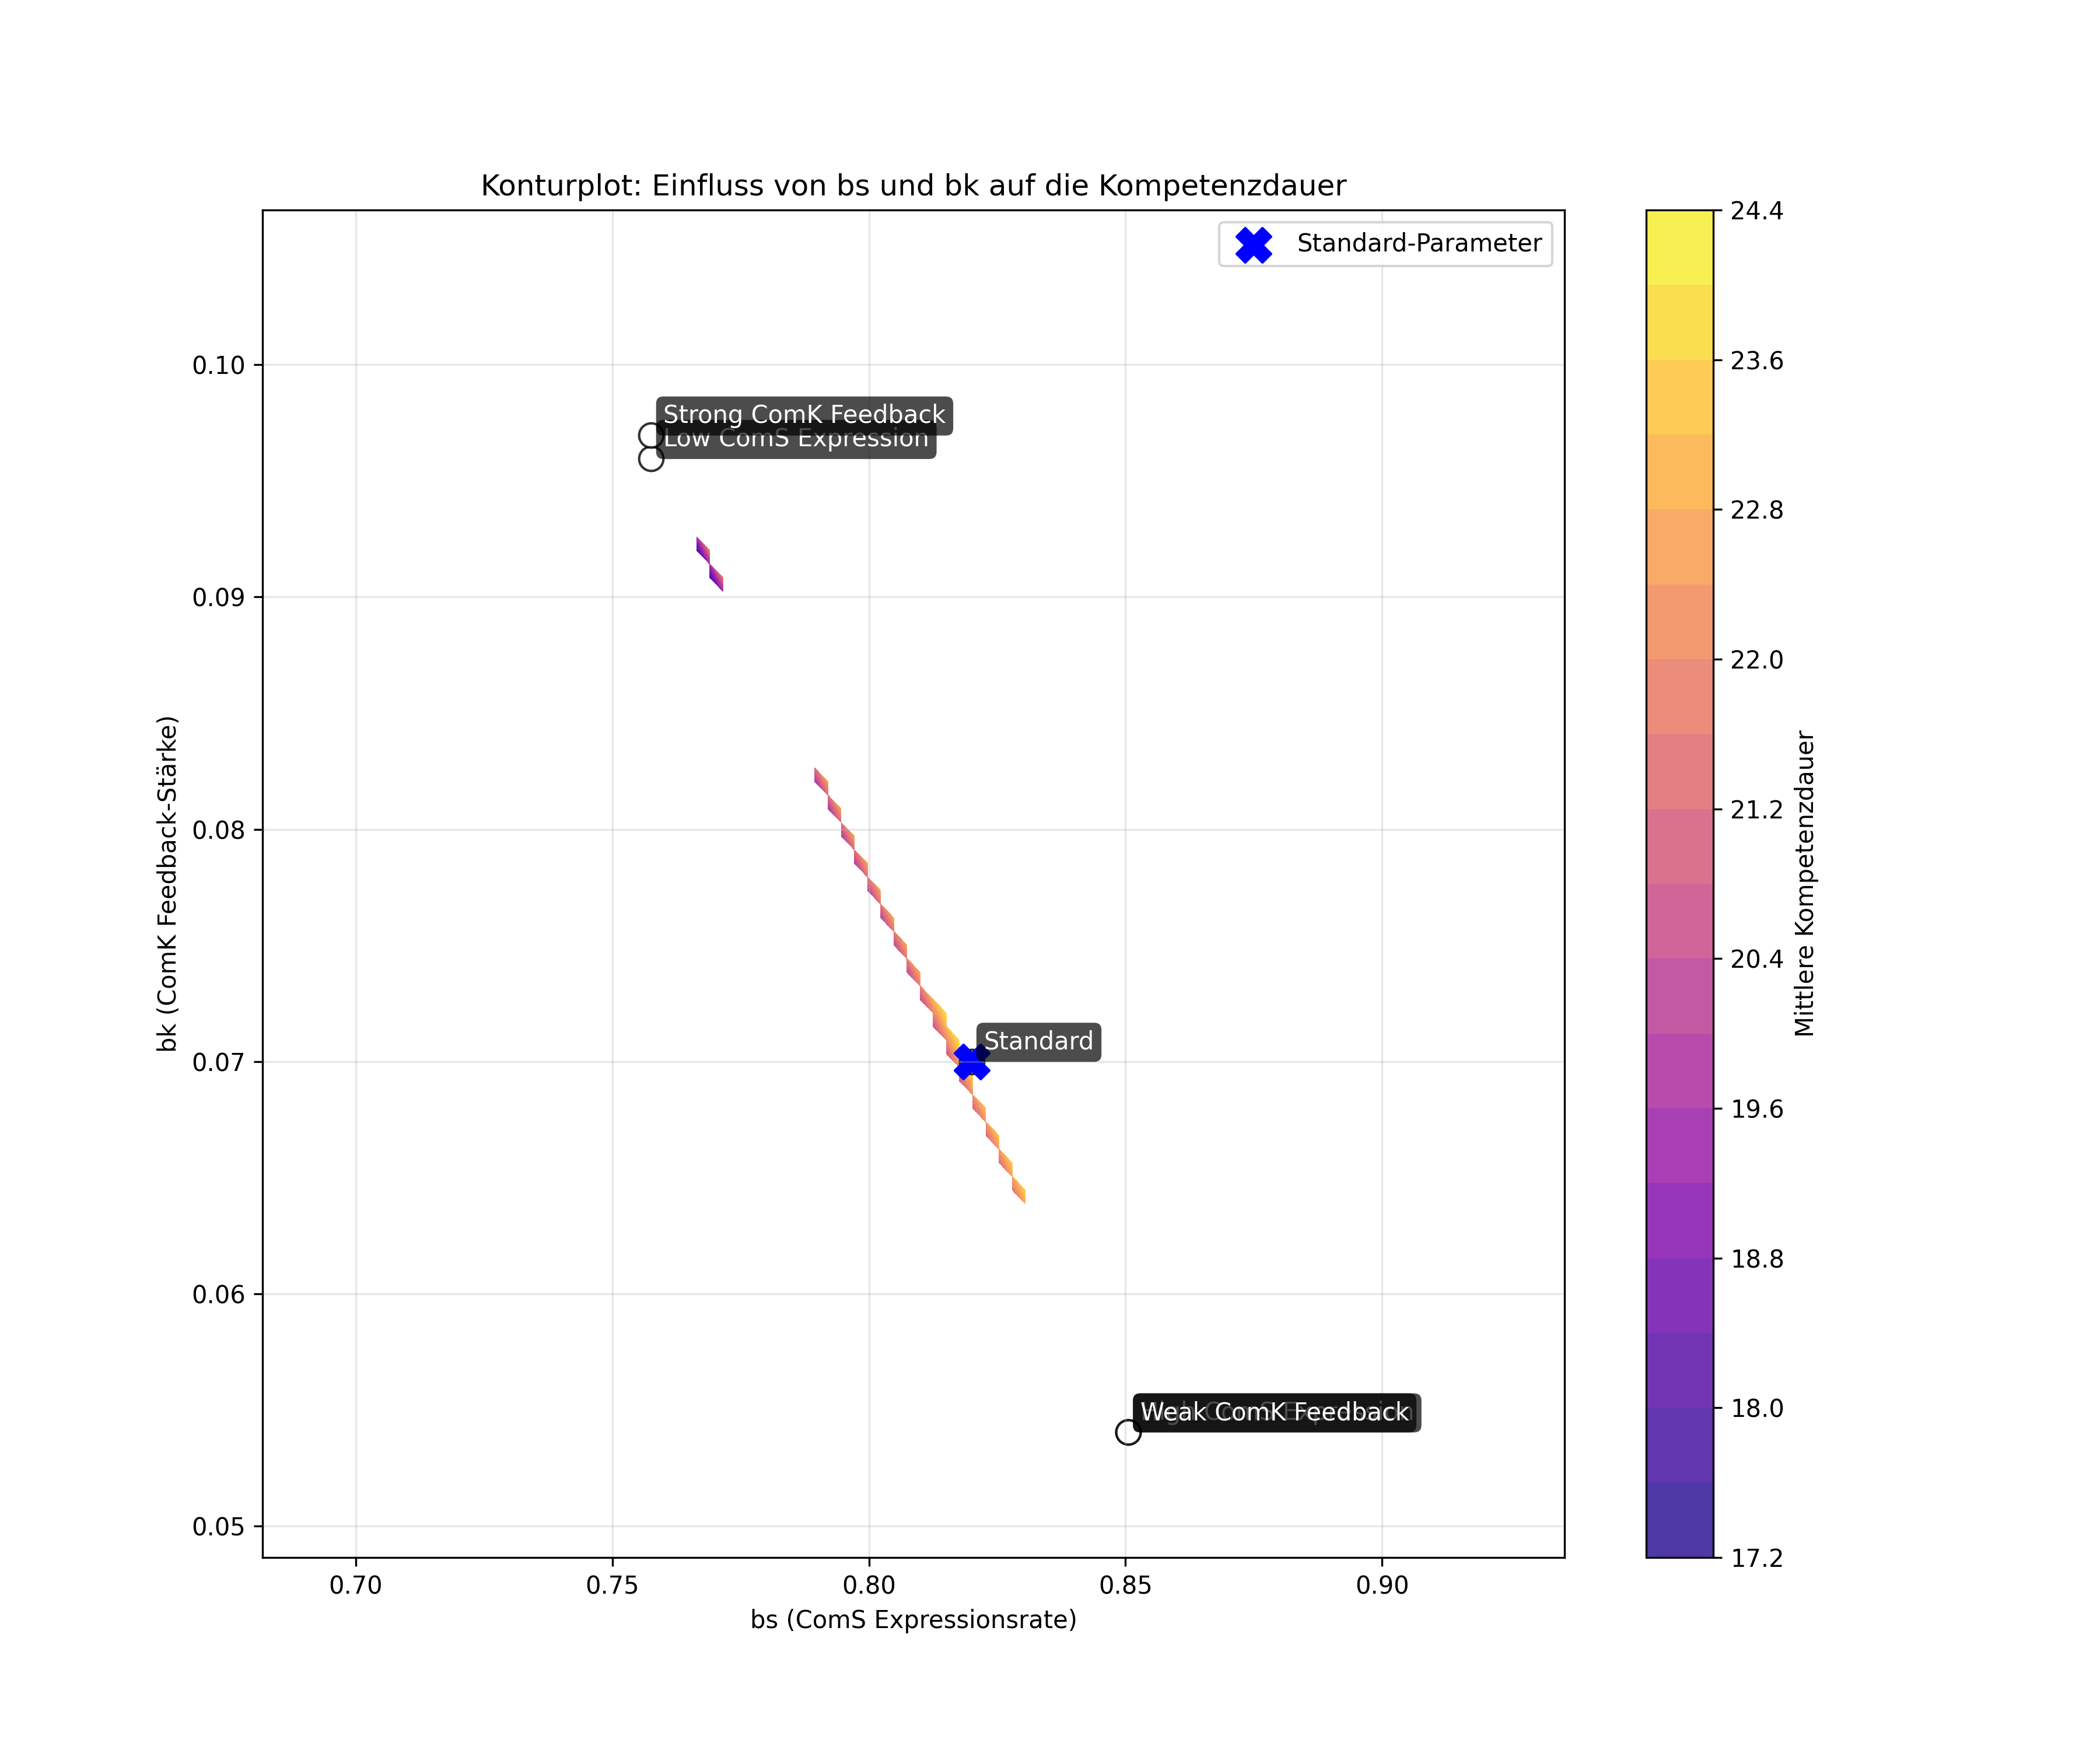 Konturplot: Einfluss von bs und bk auf die Kompetenzdauer
Standard-Parameter
24.4
23.6
22.8
22.0
21.2
20.4
19.6
18.8
18.0
17.2
Mittlere Kompetenzdauer
0.10
0.09
0.08
0.07
0.06
0.05
bk (ComK Feedback-Stärke)
Strong ComK Feedback
Low ComS Expression
Standard
Weak ComK Feedback
0.70
0.75
0.80
0.85
0.90
bs (ComS Expressionsrate)